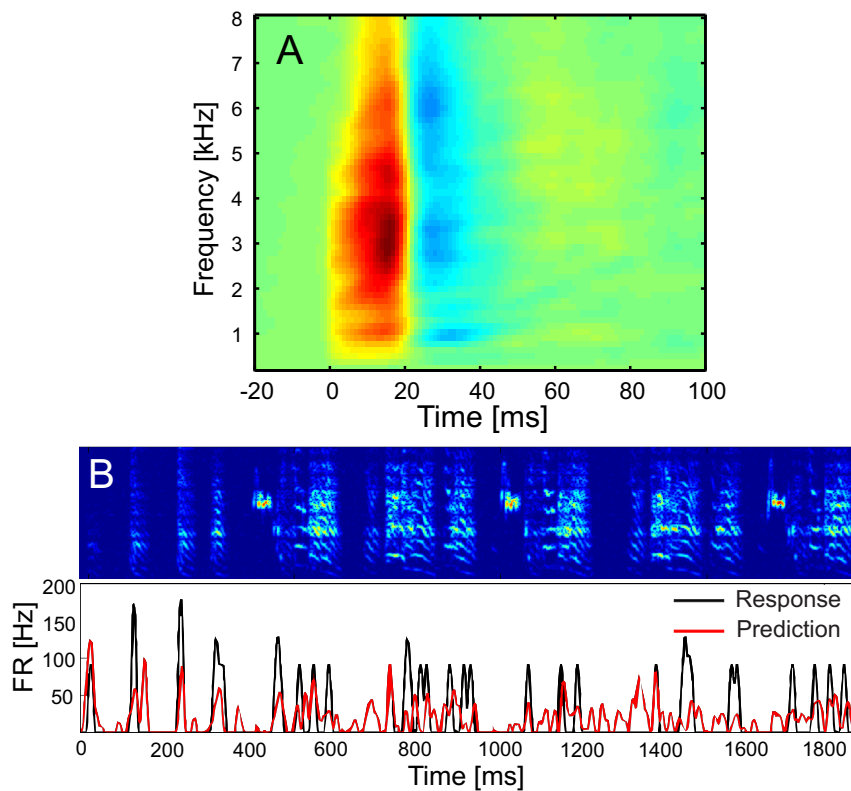 A
Frequency [kHz]
8
7
6
5
4
3
2
1
-20 0 20 40 60 80 100
Time [ms]
B
FR [Hz]
200
150
100
50
Response
Prediction
0 200 400 600 800 1000 1200 1400 1600 1800
Time [ms]